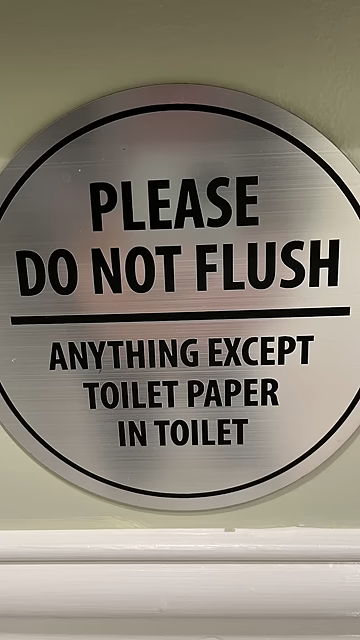 PLEASE
DO NOT FLUSH
ANYTHING EXCEPT
TOILET PAPER
IN TOILET